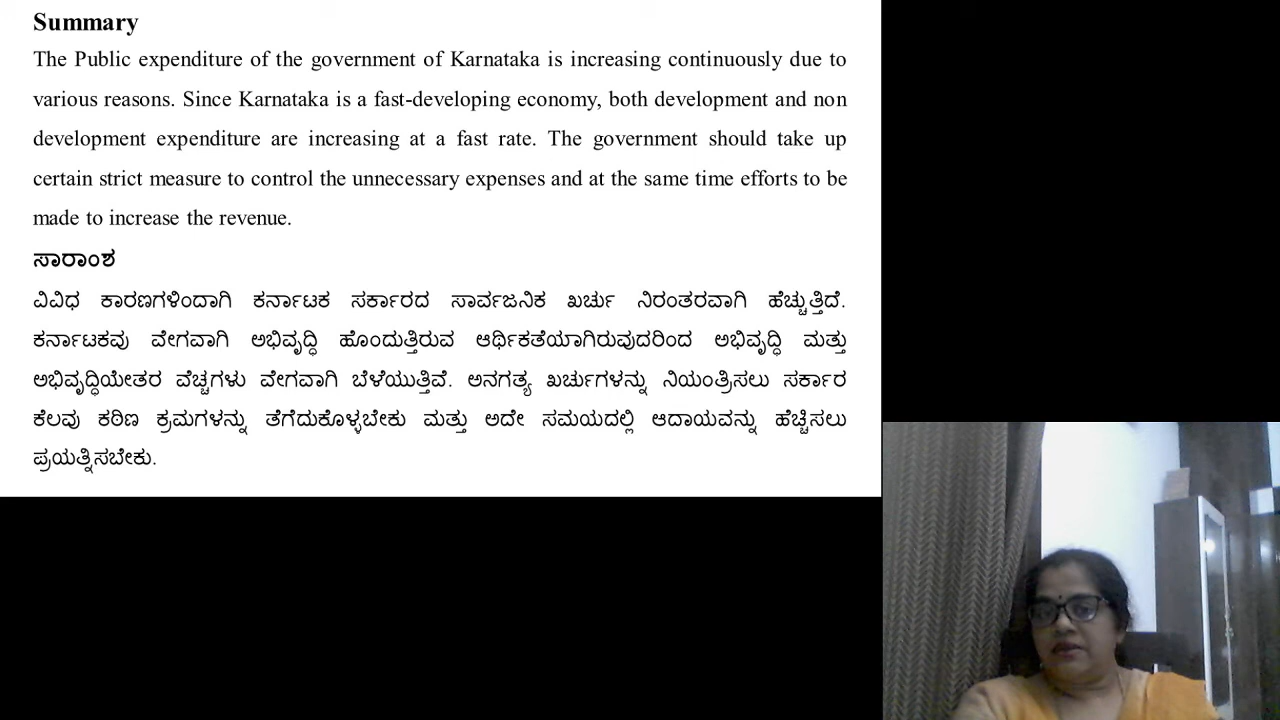 Summary
The Public expenditure of the government of Karnataka is increasing continuously due to
various reasons. Since Karnataka is a fast-developing economy, both development and non
development expenditure are increasing at a fast rate. The government should take up
certain strict measure to control the unnecessary expenses and at the same time efforts to be
made to increase the revenue.
ಸಾರಾಂಶ
ವಿವಿಧ ಕಾರಣಗಳಿಂದಾಗಿ ಕರ್ನಾಟಕ ಸರ್ಕಾರದ ಸಾರ್ವಜನಿಕ ಖರ್ಚು ನಿರಂತರವಾಗಿ ಹೆಚ್ಚುತ್ತಿದೆ.
ಕರ್ನಾಟಕವು ವೇಗವಾಗಿ ಅಭಿವೃದ್ಧಿ ಹೊಂದುತ್ತಿರುವ ಆರ್ಥಿಕತೆಯಾಗಿರುವುದರಿಂದ ಅಭಿವೃದ್ಧಿ ಮತ್ತು
ಅಭಿವೃದ್ಧಿಯೇತರ ವೆಚ್ಚಗಳು ವೇಗವಾಗಿ ಬೆಳೆಯುತ್ತಿವೆ. ಅನಗತ್ಯ ಖರ್ಚುಗಳನ್ನು ನಿಯಂತ್ರಿಸಲು ಸರ್ಕಾರ
ಕೆಲವು ಕಠಿಣ ಕ್ರಮಗಳನ್ನು ತೆಗೆದುಕೊಳ್ಳಬೇಕು ಮತ್ತು ಅದೇ ಸಮಯದಲ್ಲಿ ಆದಾಯವನ್ನು ಹೆಚ್ಚಿಸಲು
ಪ್ರಯತ್ನಿಸಬೇಕು.